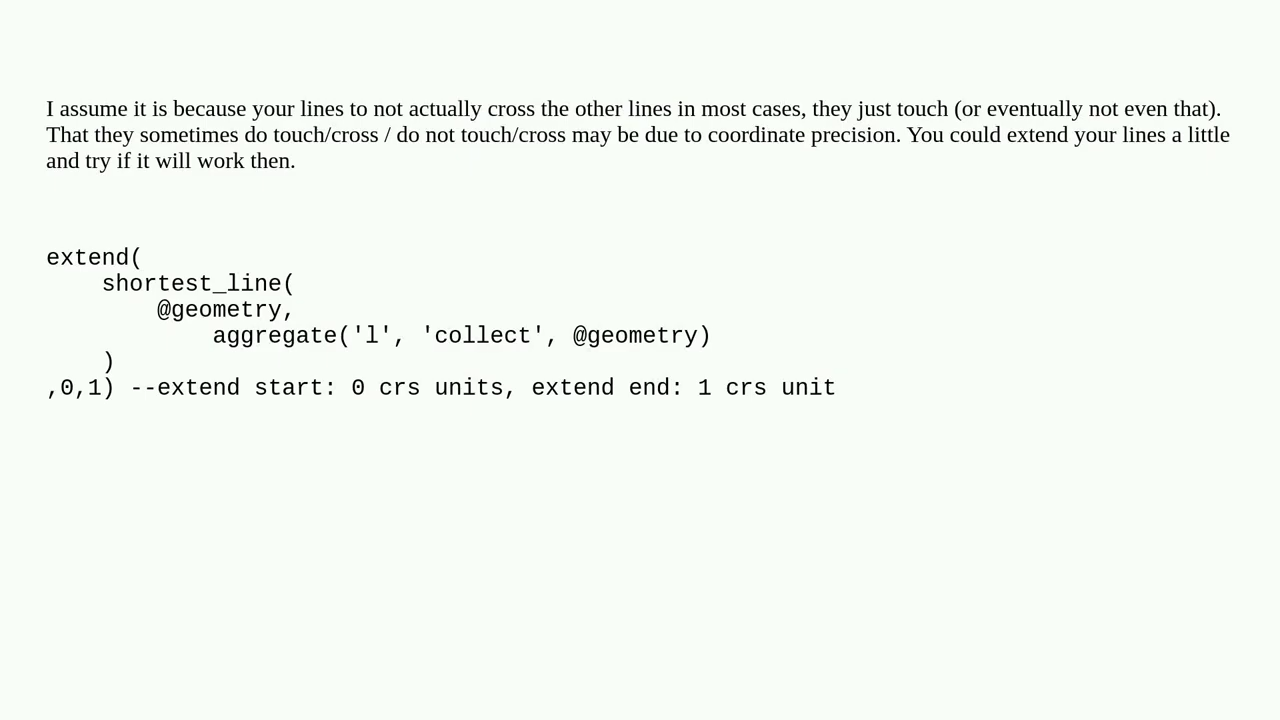 I assume it is because your lines to not actually cross the other lines in most cases, they just touch (or eventually not even that).
That they sometimes do touch/cross / do not touch/cross may be due to coordinate precision. You could extend your lines a little
and try if it will work then.
extend(
    shortest_line(
        @geometry,
            aggregate('l', 'collect', @geometry)
    )
,0,1) --extend start: 0 crs units, extend end: 1 crs unit